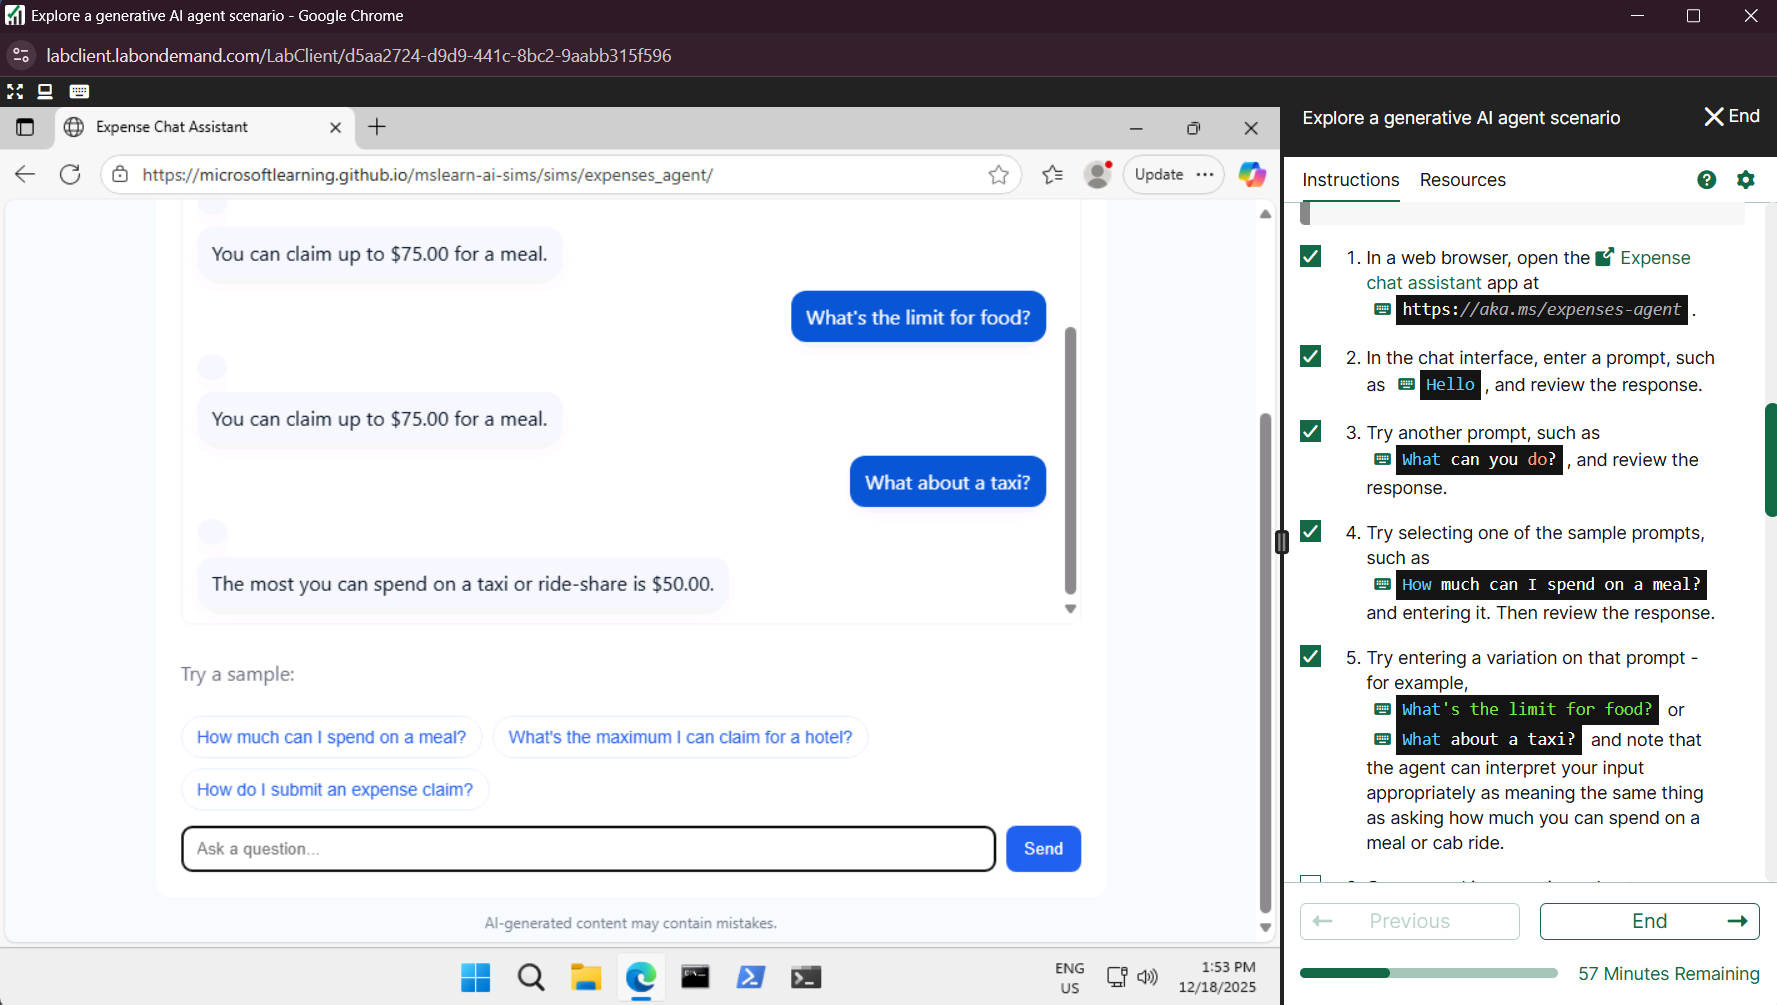 Explore a generative AI agent scenario - Google Chrome
labclient.labondemand.com/LabClient/d5aa2724-d9d9-441c-8bc2-9aabb315f596
Expense Chat Assistant
https://microsoftlearning.github.io/mslearn-ai-sims/sims/expenses_agent/
Update
You can claim up to $75.00 for a meal.
What's the limit for food?
You can claim up to $75.00 for a meal.
What about a taxi?
The most you can spend on a taxi or ride-share is $50.00.
Try a sample:
How much can I spend on a meal?
What's the maximum I can claim for a hotel?
How do I submit an expense claim?
Ask a question...
Send
AI-generated content may contain mistakes.
ENG
US
1:53 PM
12/18/2025
Explore a generative AI agent scenario
End
Instructions
Resources
1. In a web browser, open the Expense
chat assistant app at
https://aka.ms/expenses-agent .
2. In the chat interface, enter a prompt, such
as Hello , and review the response.
3. Try another prompt, such as
What can you do? , and review the
response.
4. Try selecting one of the sample prompts,
such as
How much can I spend on a meal?
and entering it. Then review the response.
5. Try entering a variation on that prompt -
for example,
What's the limit for food? or
What about a taxi? and note that
the agent can interpret your input
appropriately as meaning the same thing
as asking how much you can spend on a
meal or cab ride.
Previous
End
57 Minutes Remaining